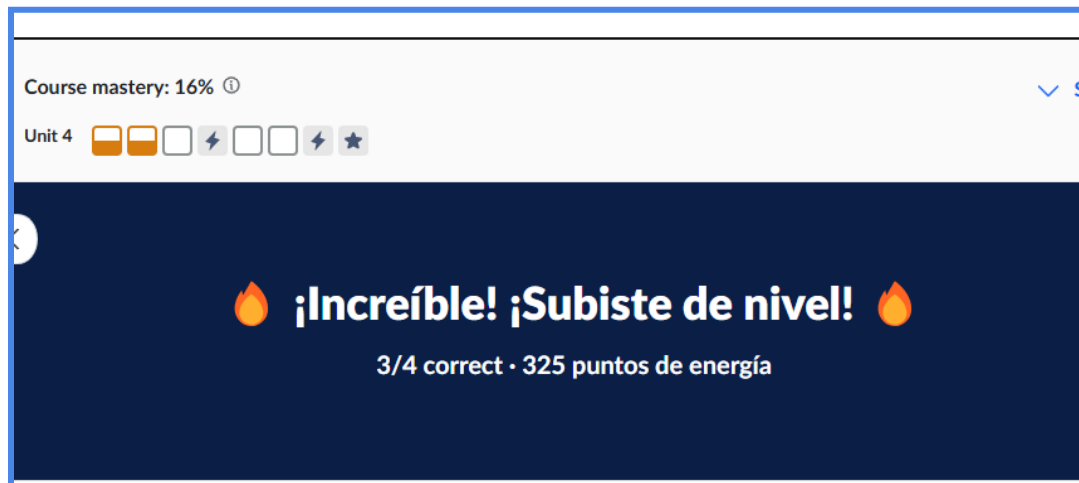 Course mastery: 16%
Unit 4
¡Increíble! ¡Subiste de nivel!
3/4 correct · 325 puntos de energía